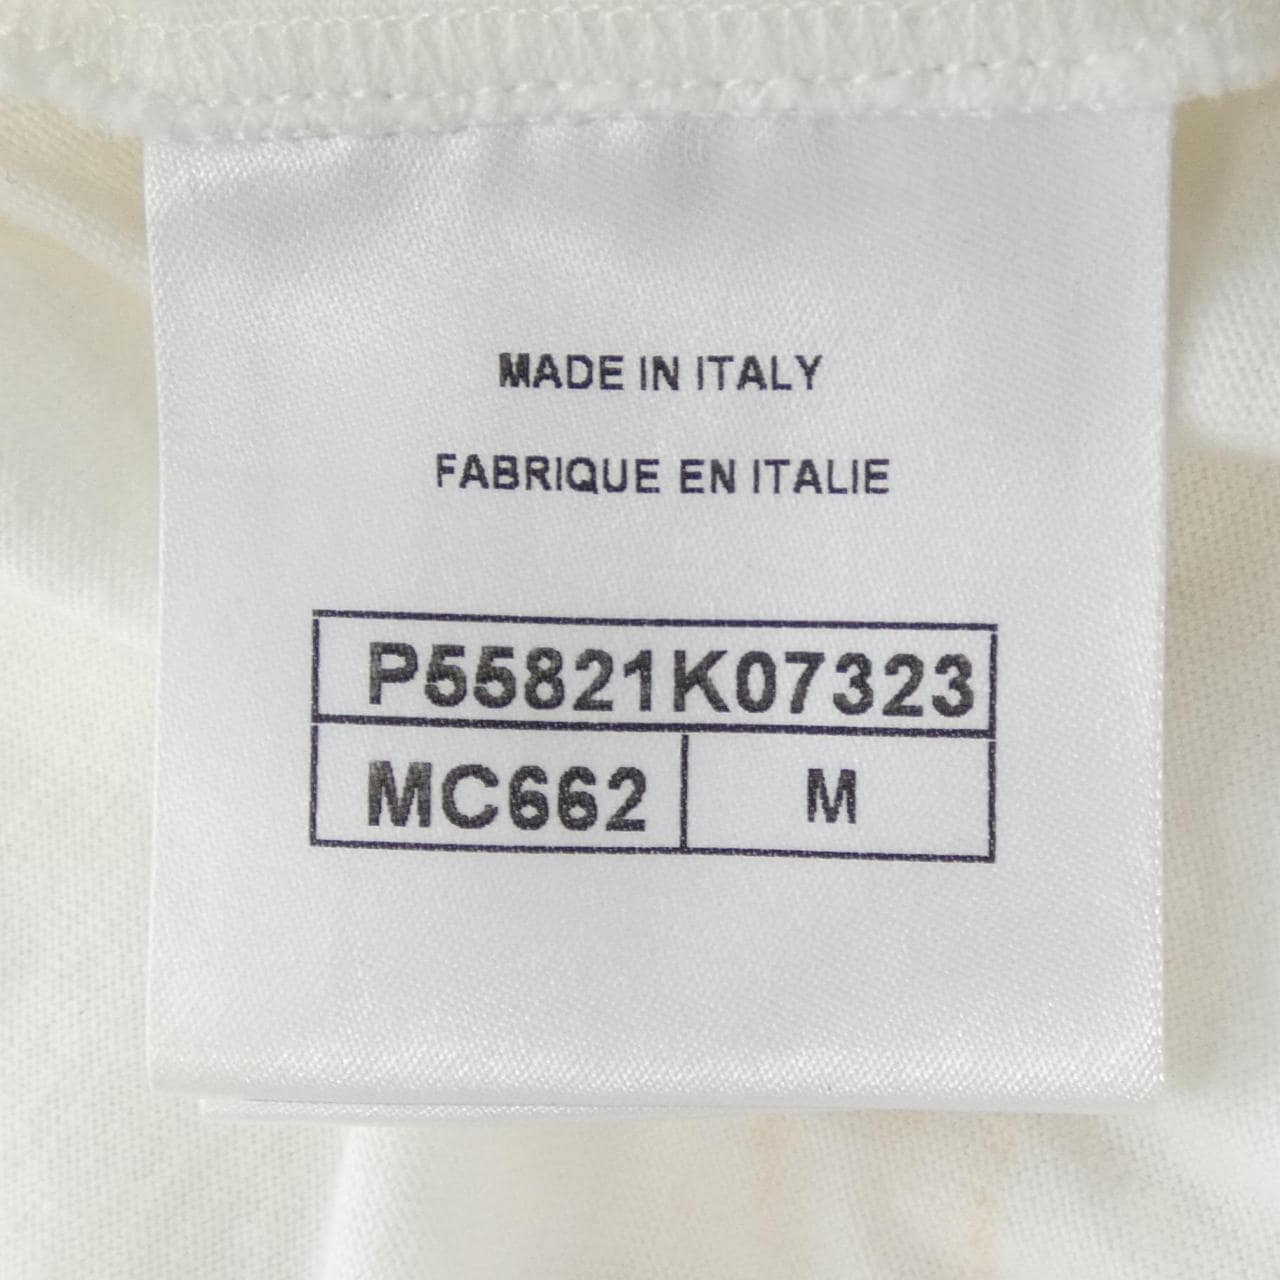 MADE IN ITALY
FABRIQUE EN ITALIE
P55821K07323
MC662 M